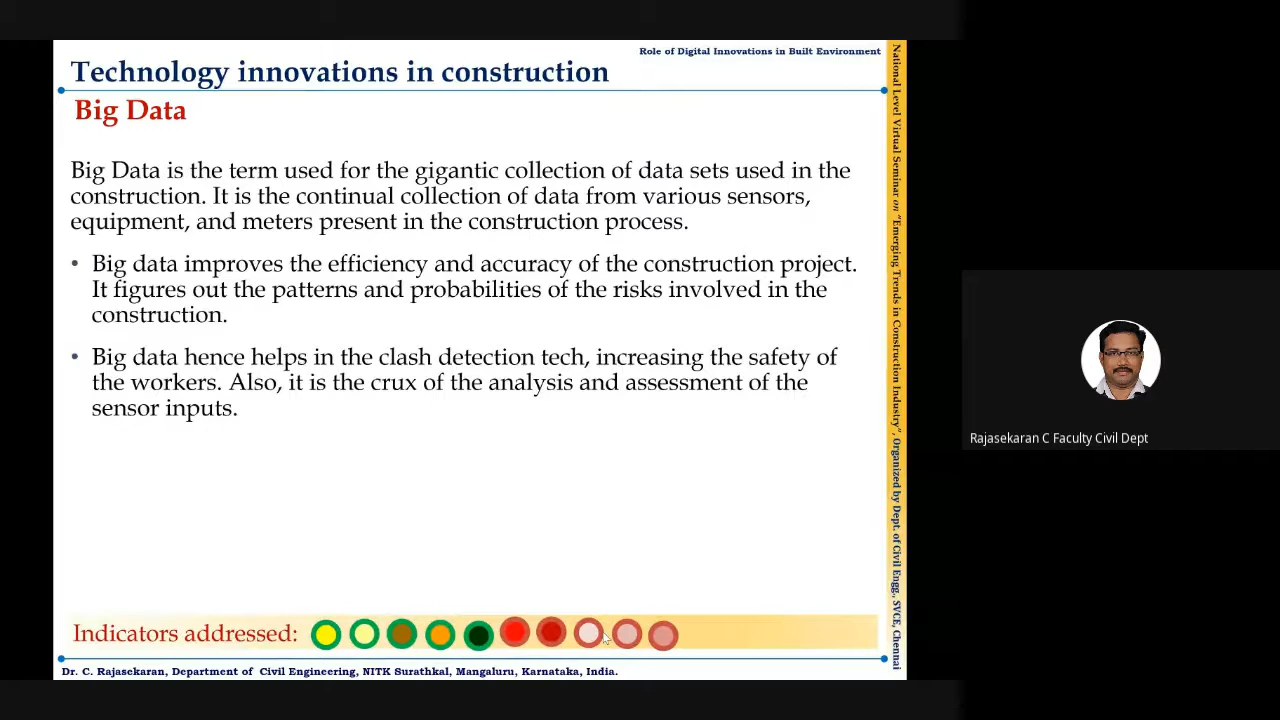 Role of Digital Innovations in Built Environment
Technology innovations in construction
Big Data
Big Data is the term used for the gigantic collection of data sets used in the
construction. It is the continual collection of data from various sensors,
equipment, and meters present in the construction process.
• Big data improves the efficiency and accuracy of the construction project.
It figures out the patterns and probabilities of the risks involved in the
construction.
• Big data hence helps in the clash detection tech, increasing the safety of
the workers. Also, it is the crux of the analysis and assessment of the
sensor inputs.
Indicators addressed:
Dr. C. Rajasekaran, Department of Civil Engineering, NITK Surathkal, Mangaluru, Karnataka, India.
National Level Virtual Seminar on "Emerging Trends in Construction Industry", Organized by Dept. of Civil Engg., SVCE, Chennai
Rajasekaran C Faculty Civil Dept